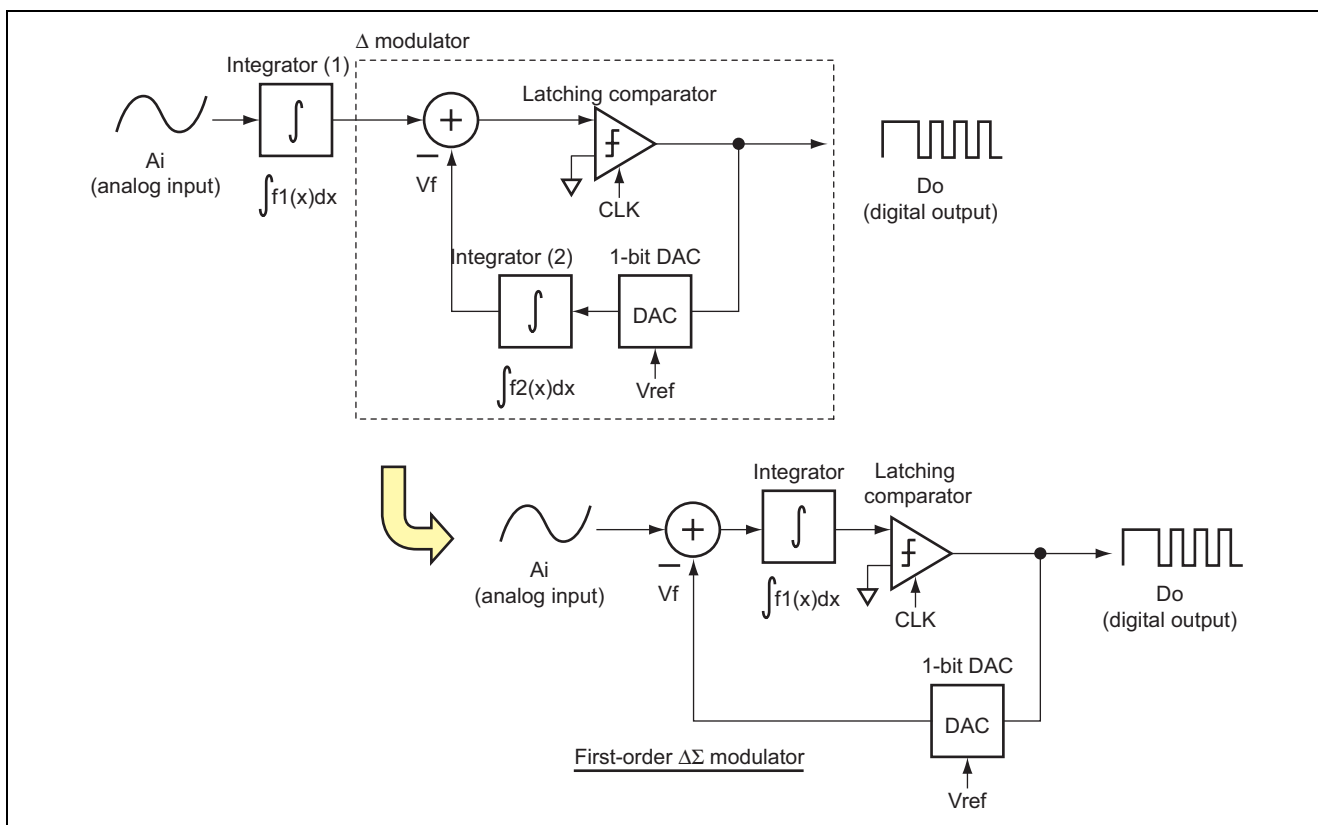 Δ modulator
Integrator (1)
∫
Ai
(analog input)
∫f1(x)dx
+
−
Vf
Latching comparator
CLK
Do
(digital output)
Integrator (2)
∫
∫f2(x)dx
1-bit DAC
DAC
Vref
Ai
(analog input)
+
−
Vf
Integrator
∫
∫f1(x)dx
Latching
comparator
CLK
Do
(digital output)
1-bit DAC
DAC
Vref
First-order ΔΣ modulator